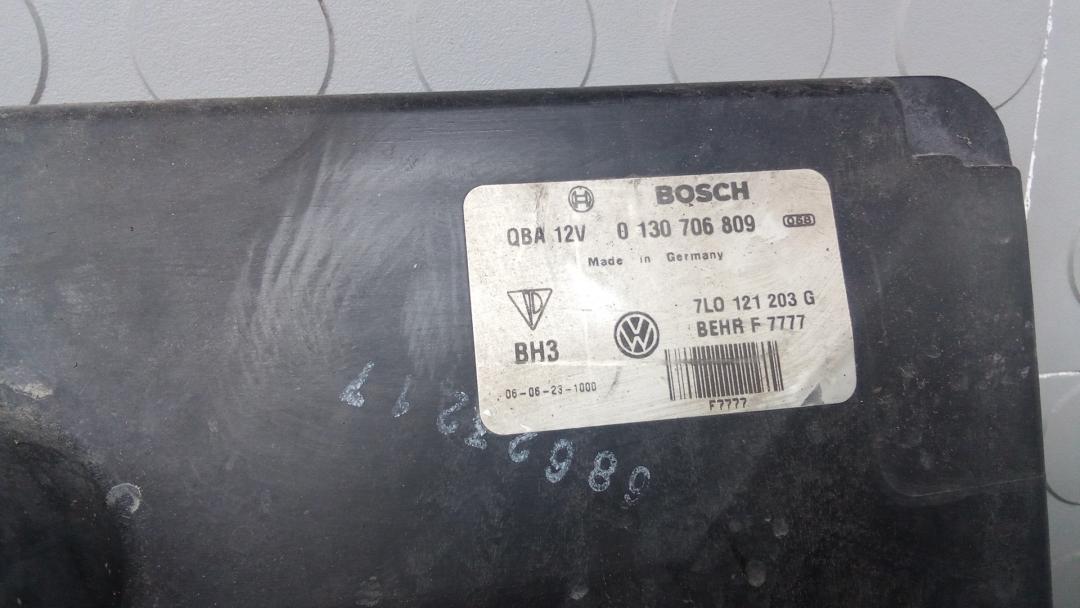 BOSCH
QBA 12V 0 130 706 809
Made in Germany
7L0 121 203 G
BEHR F 7777
BH3
06-06-23-1000
F7777